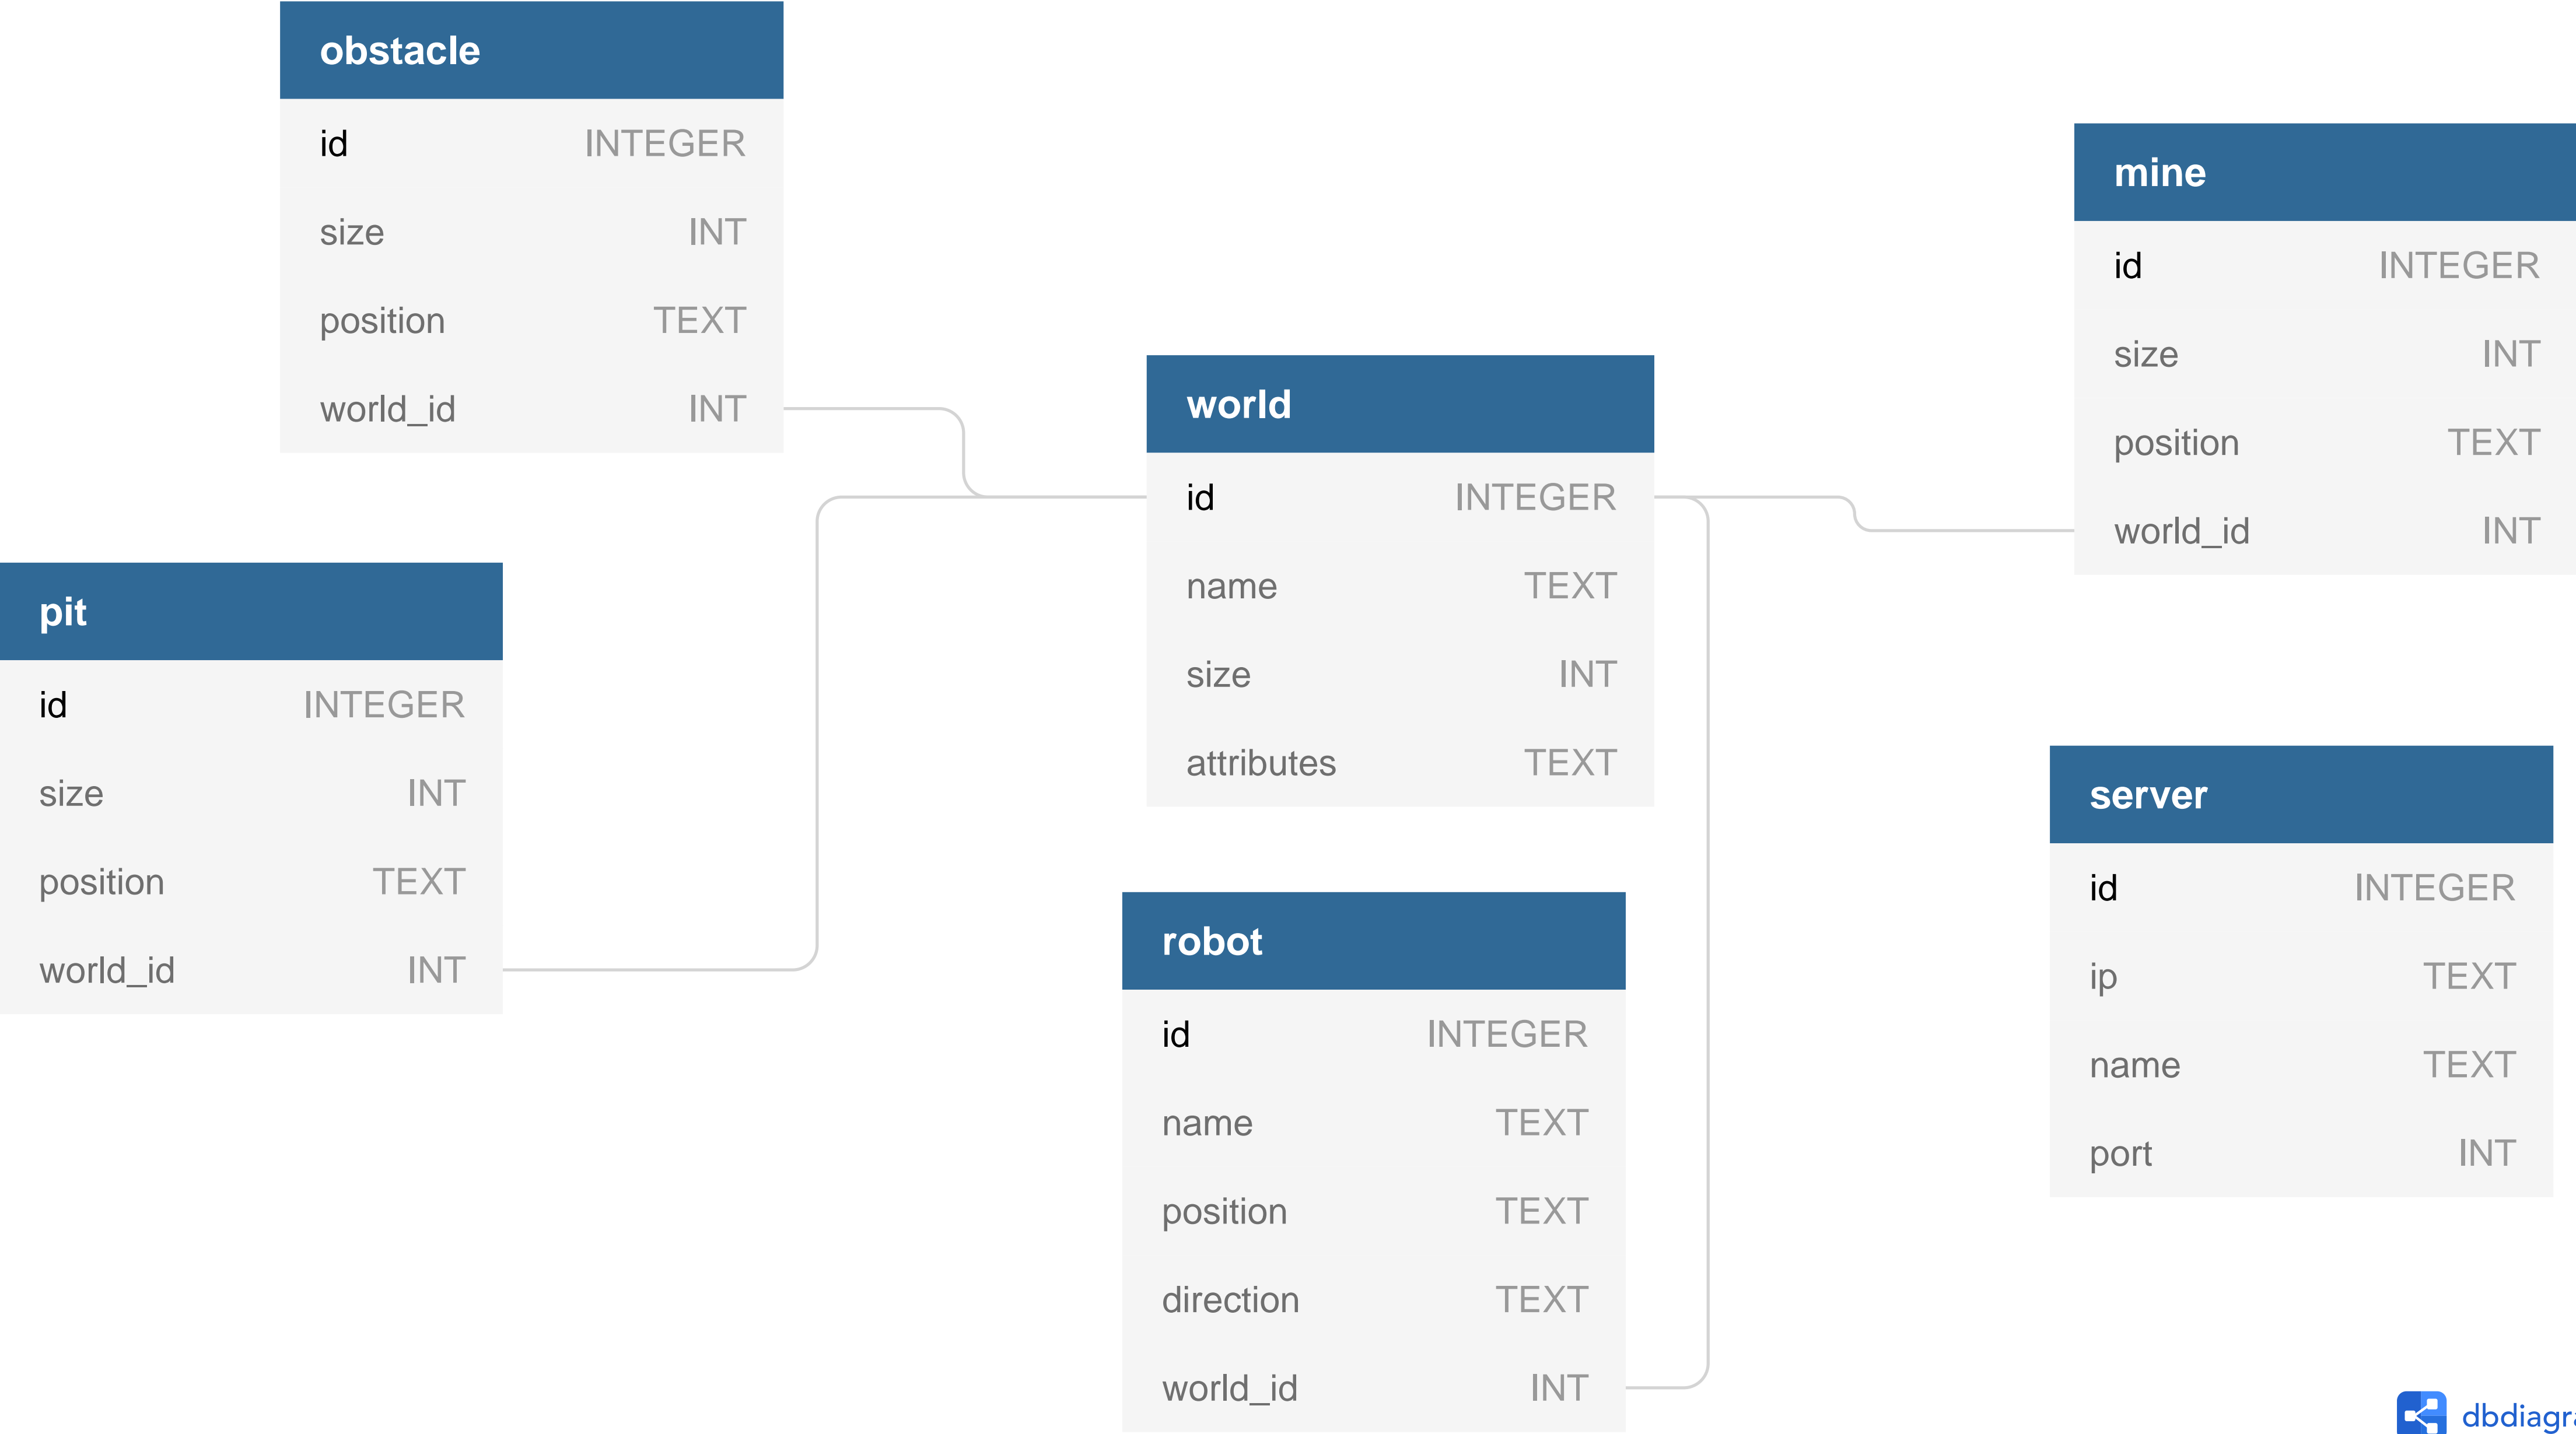 obstacle
id INTEGER
size INT
position TEXT
world_id INT
pit
id INTEGER
size INT
position TEXT
world_id INT
world
id INTEGER
name TEXT
size INT
attributes TEXT
robot
id INTEGER
name TEXT
position TEXT
direction TEXT
world_id INT
mine
id INTEGER
size INT
position TEXT
world_id INT
server
id INTEGER
ip TEXT
name TEXT
port INT